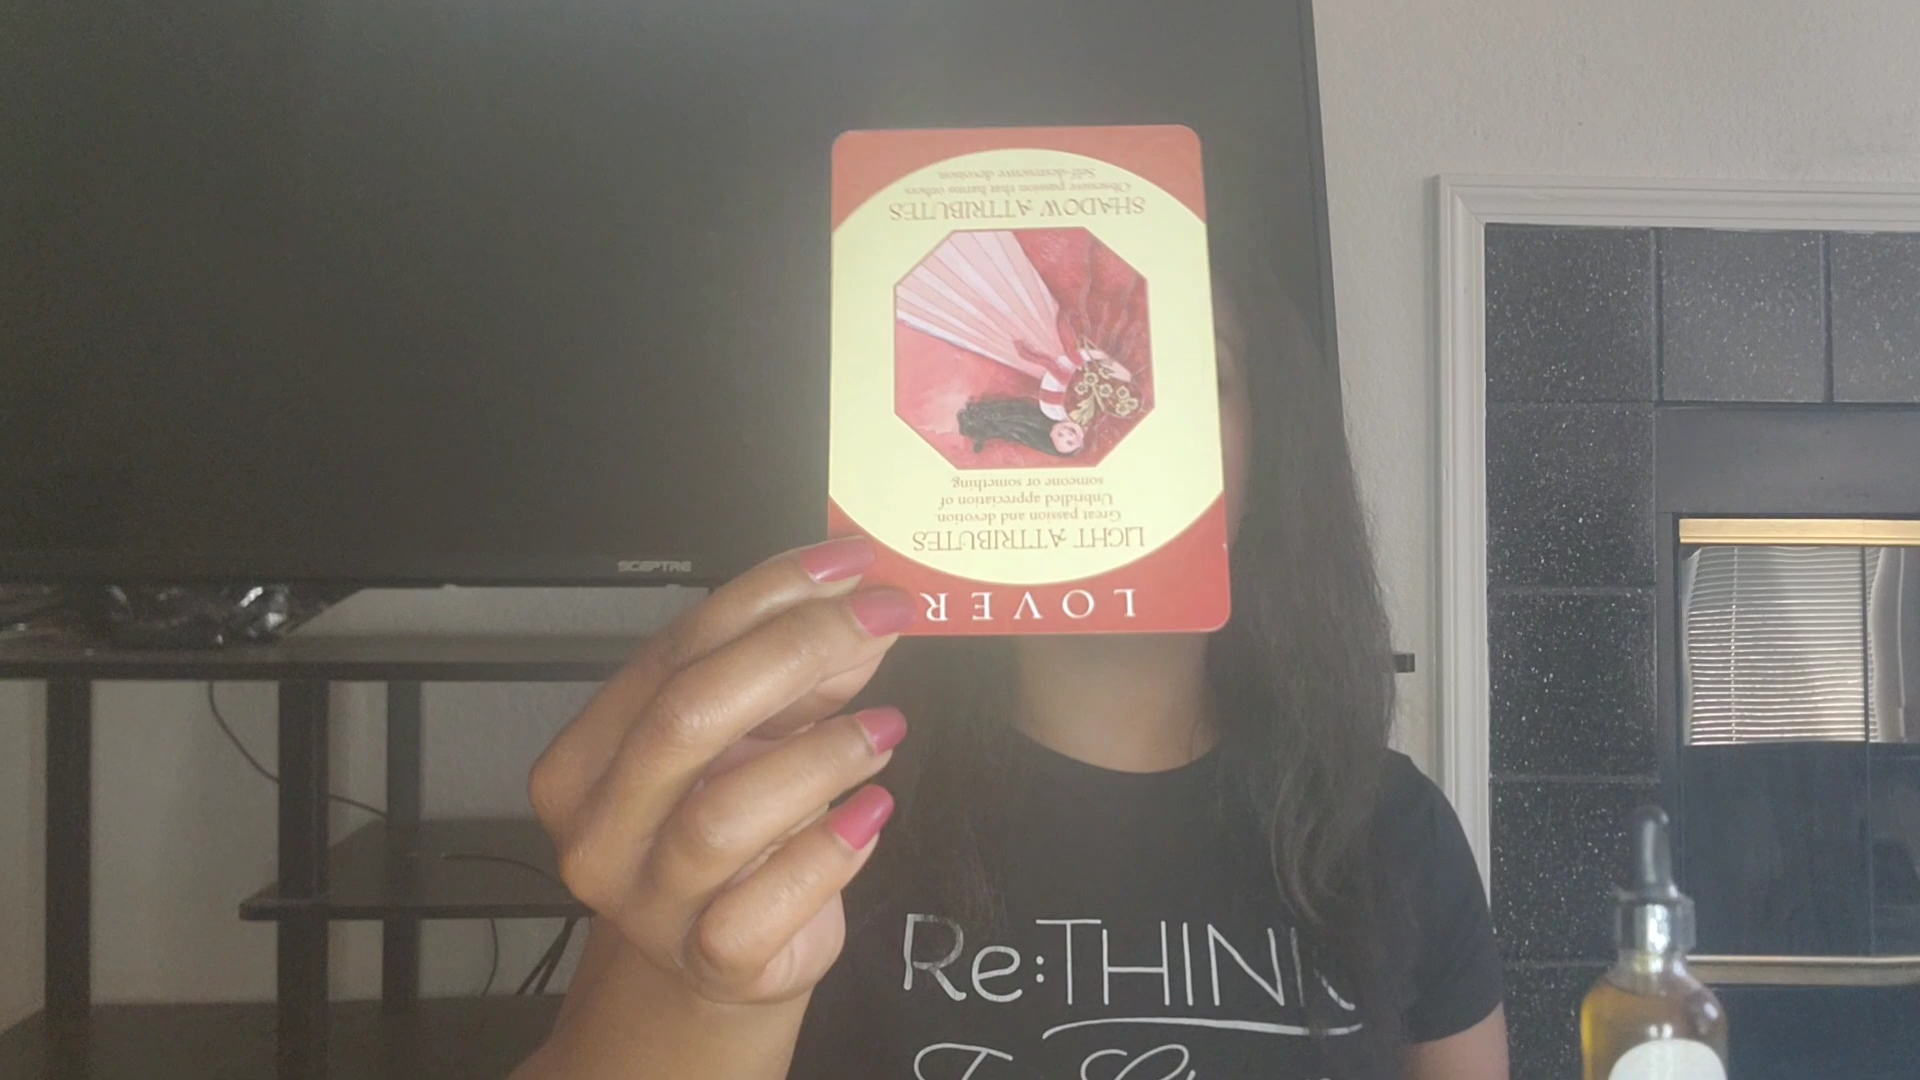 LOVER
LIGHT ATTRIBUTES
Great passion and devotion.
Unbridled appreciation of
someone or something.
SHADOW ATTRIBUTES
Obsessive passion that harms others.
Self-destructive devotion.
SCEPTRE
Re:THINK